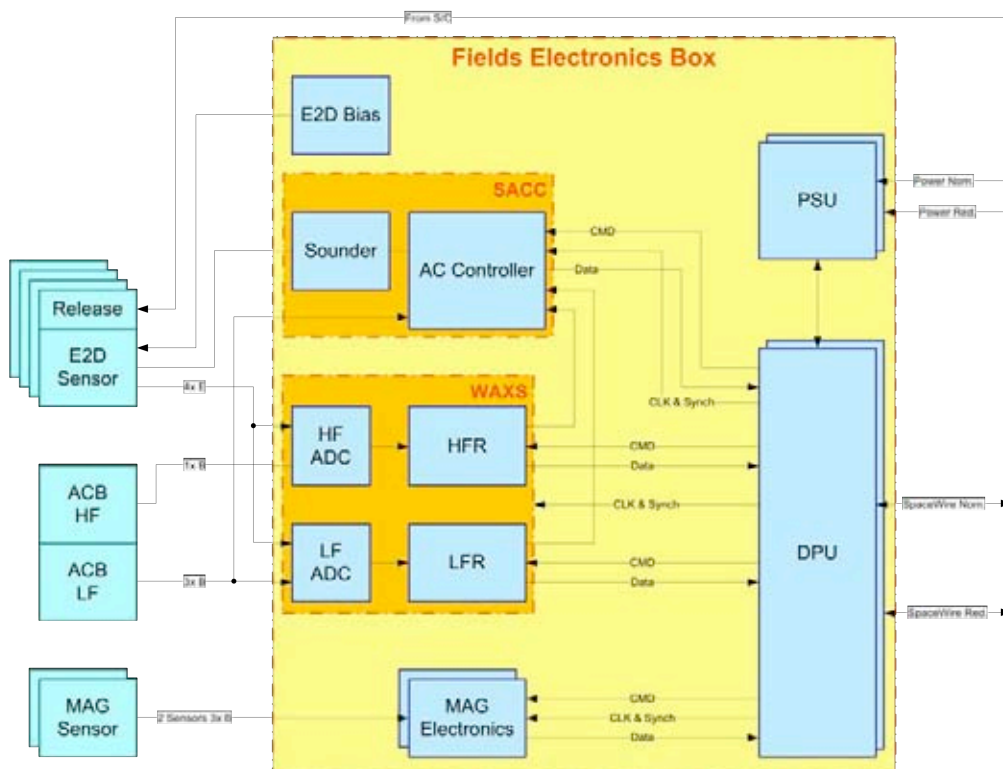 From S/C
Fields Electronics Box
E2D Bias
SACC
Sounder
AC Controller
CMD
Data
PSU
Power Nom.
Power Red.
Release
E2D
Sensor
4x E
CLK & Synch
WAXS
HF
ADC
HFR
CMD
Data
ACB
HF
1x B
CLK & Synch
SpaceWire Nom.
DPU
LF
ADC
LFR
CMD
Data
ACB
LF
3x B
SpaceWire Red.
MAG
Sensor
2 Sensors 3x B
MAG
Electronics
CMD
CLK & Synch
Data